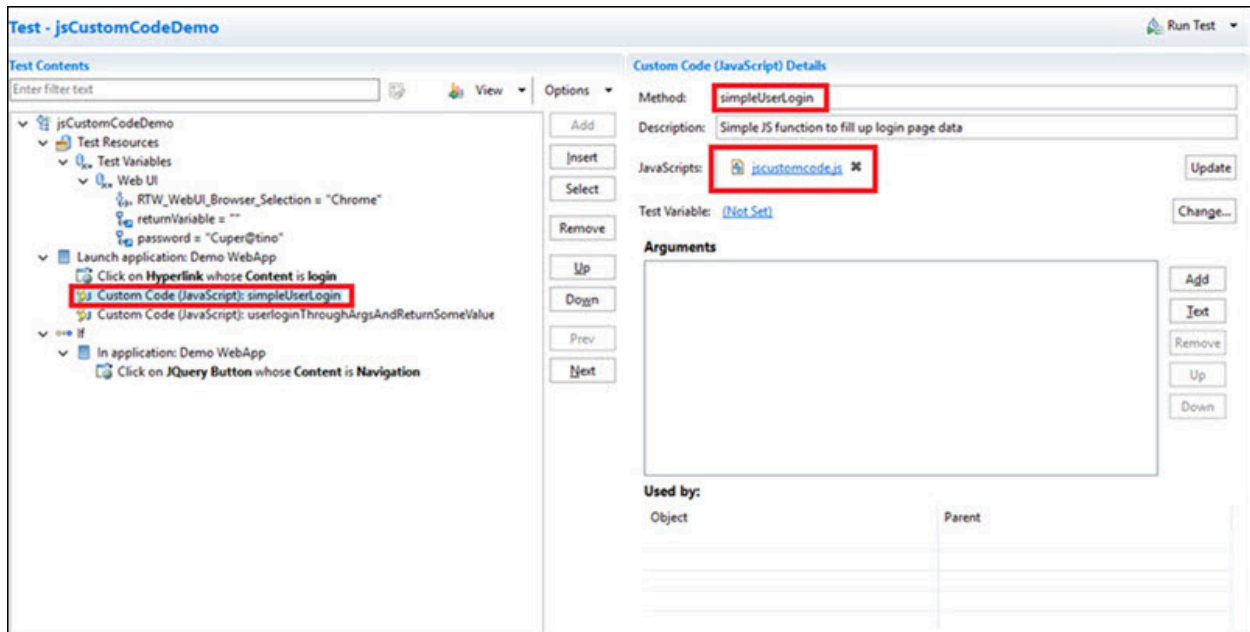 Test - jsCustomCodeDemo
Run Test
Test Contents
Enter filter text
View
Options
jsCustomCodeDemo
Test Resources
Test Variables
Web UI
RTW_WebUI_Browser_Selection = "Chrome"
returnVariable = ""
password = "Cuper@tino"
Launch application: Demo WebApp
Click on Hyperlink whose Content is login
Custom Code (JavaScript): simpleUserLogin
Custom Code (JavaScript): userloginThroughArgsAndReturnSomeValue
If
In application: Demo WebApp
Click on JQuery Button whose Content is Navigation
Add
Insert
Select
Remove
Up
Down
Prev
Next
Custom Code (JavaScript) Details
Method: simpleUserLogin
Description: Simple JS function to fill up login page data
JavaScripts: jscustomcode.js
Update
Test Variable: (Not Set)
Change...
Arguments
Add
Text
Remove
Up
Down
Used by:
Object Parent